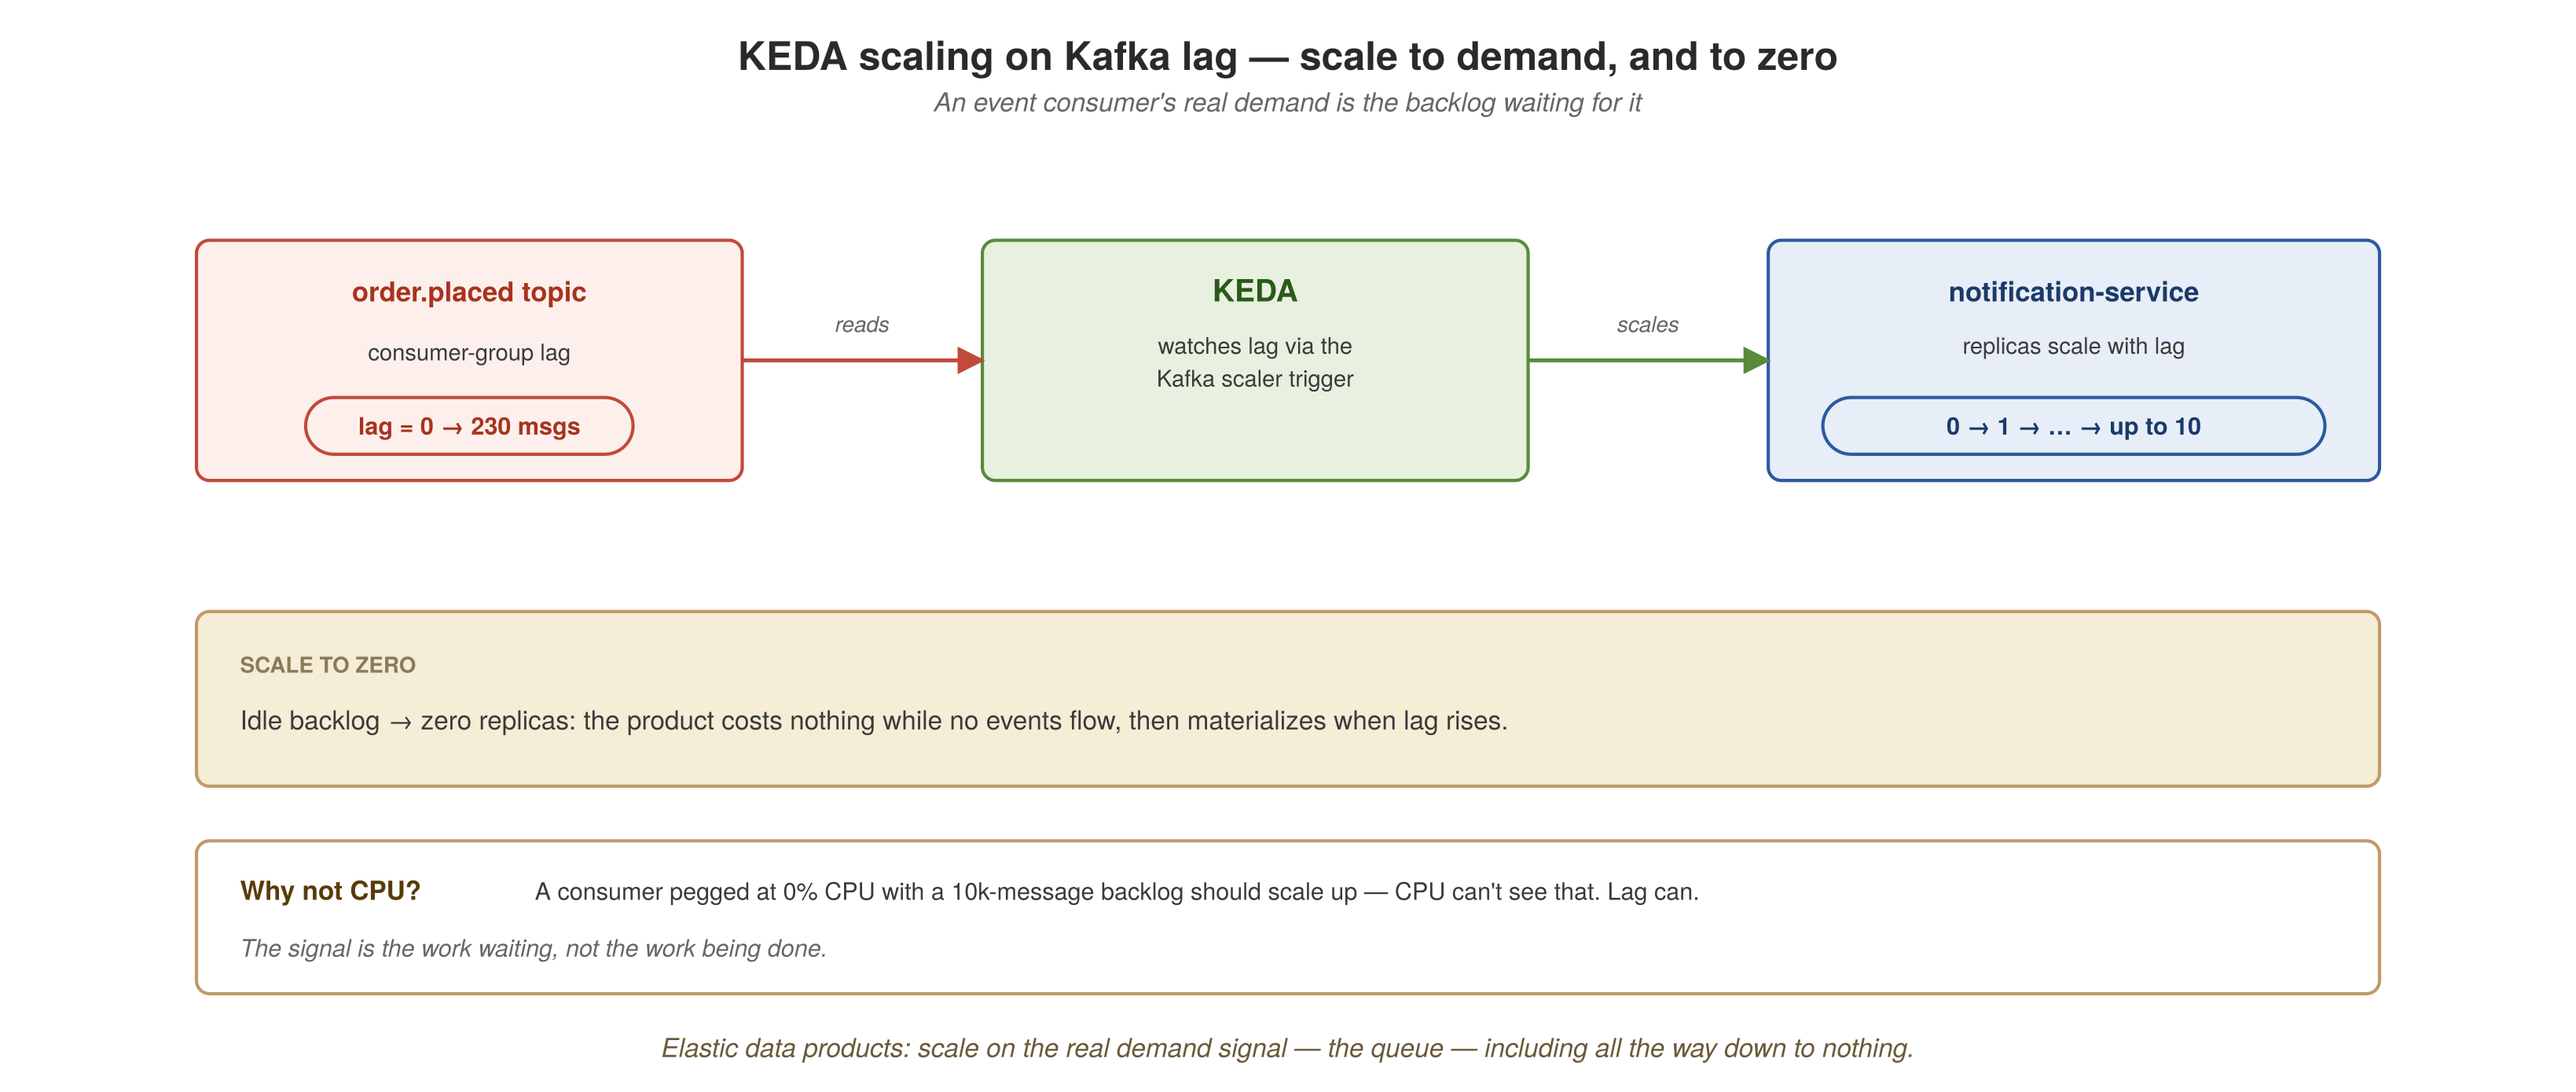 KEDA scaling on Kafka lag — scale to demand, and to zero
An event consumer's real demand is the backlog waiting for it
order.placed topic
consumer-group lag
lag = 0 → 230 msgs
reads
KEDA
watches lag via the
Kafka scaler trigger
scales
notification-service
replicas scale with lag
0 → 1 → … → up to 10
SCALE TO ZERO
Idle backlog → zero replicas: the product costs nothing while no events flow, then materializes when lag rises.
Why not CPU? A consumer pegged at 0% CPU with a 10k-message backlog should scale up — CPU can't see that. Lag can.
The signal is the work waiting, not the work being done.
Elastic data products: scale on the real demand signal — the queue — including all the way down to nothing.